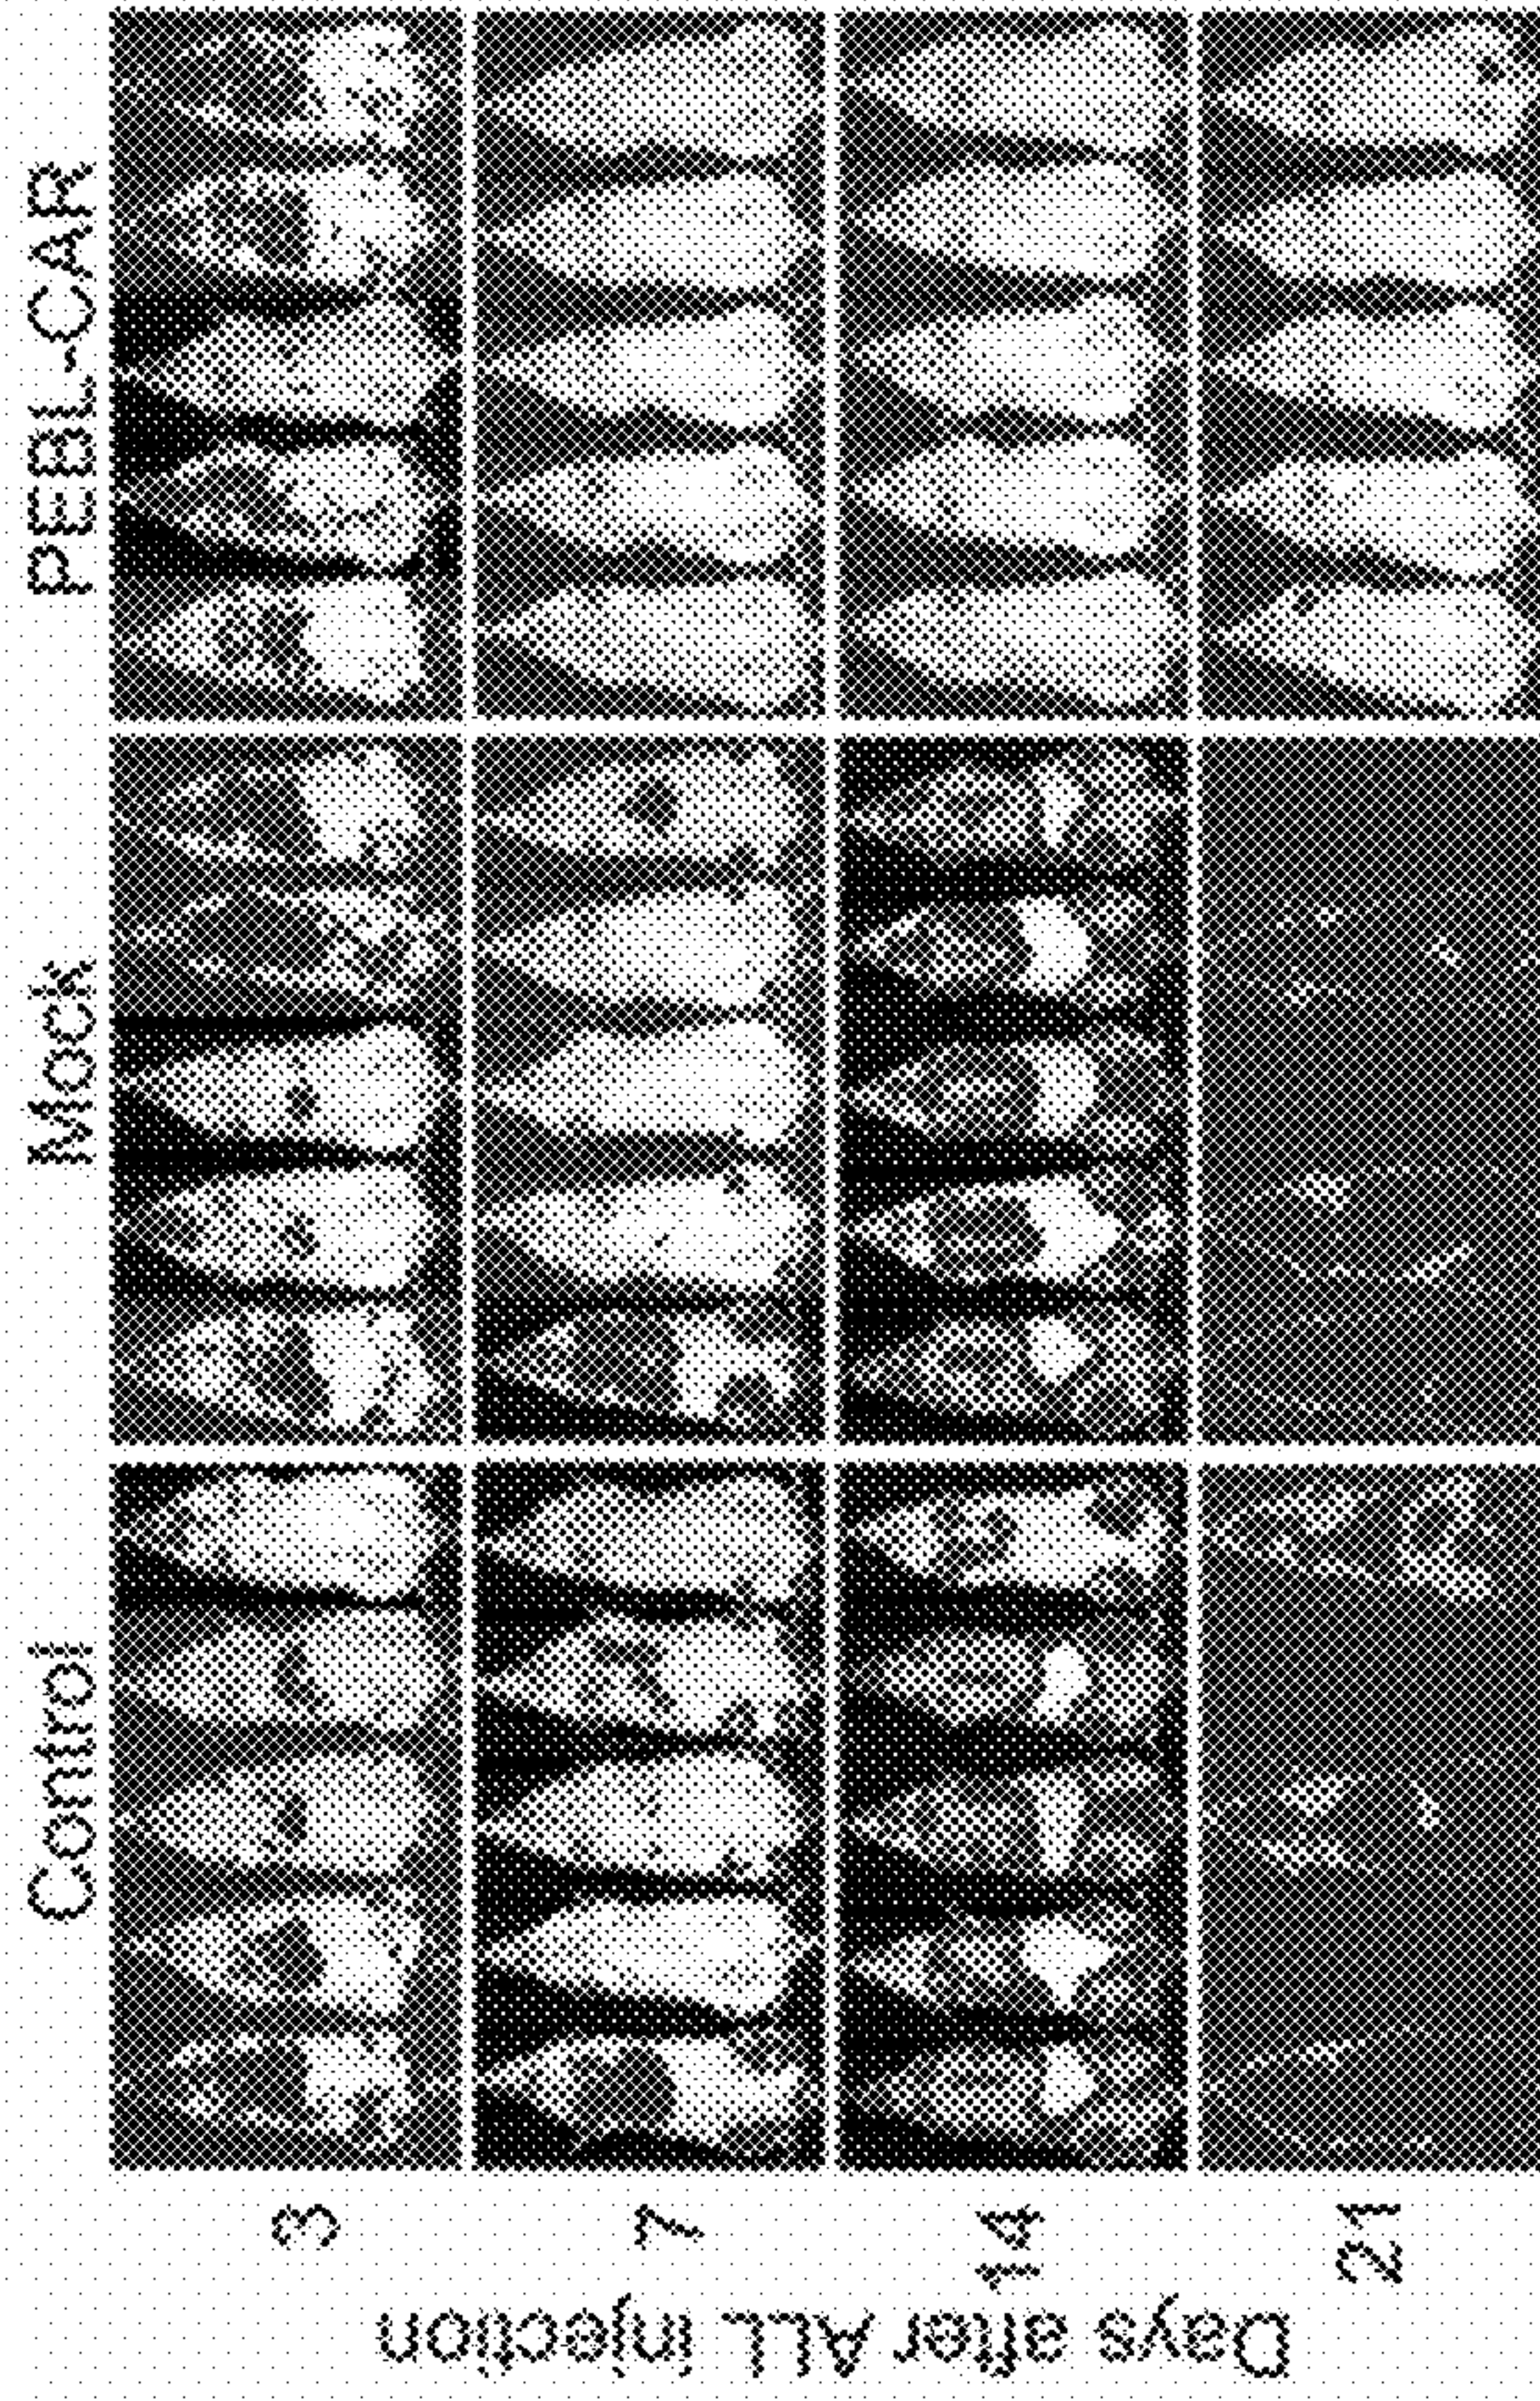 Control
Mock
PEBL-CAR
3
7
14
21
Days after ALL injection